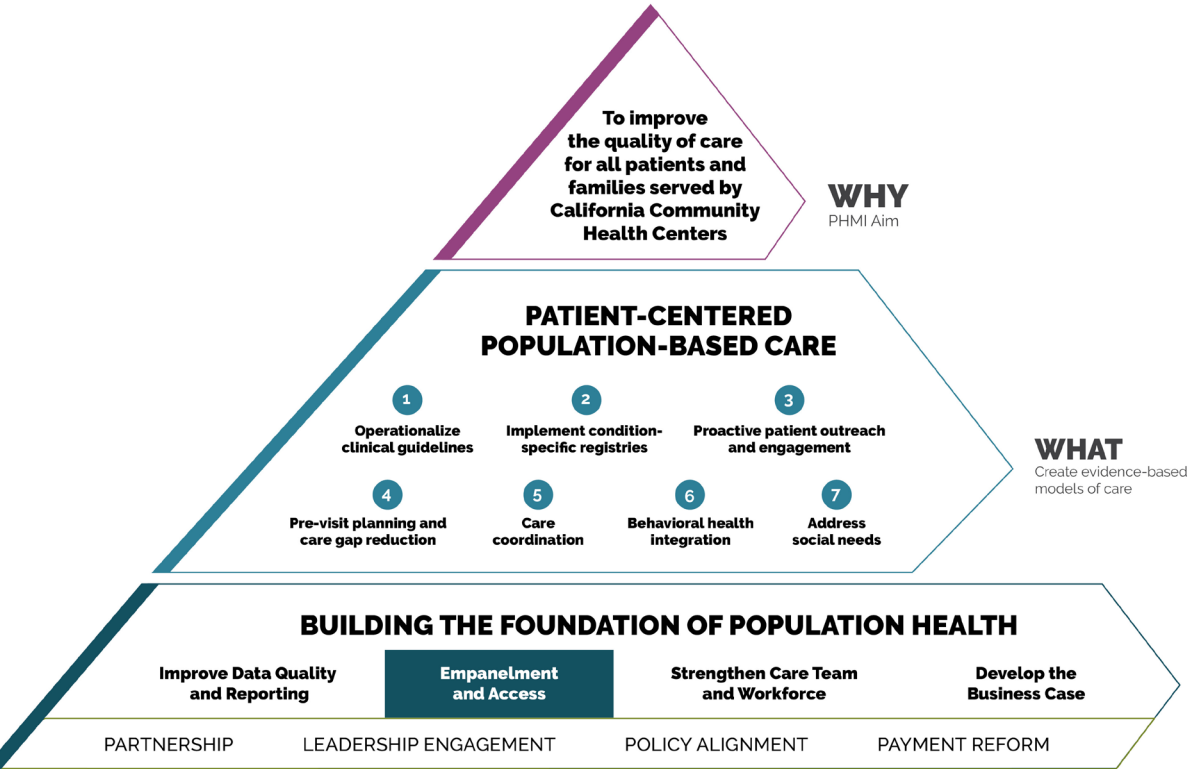 To improve
the quality of care
for all patients and
families served by
California Community
Health Centers
WHY
PHMI Aim
PATIENT-CENTERED
POPULATION-BASED CARE
1
Operationalize
clinical guidelines
2
Implement condition-
specific registries
3
Proactive patient outreach
and engagement
4
Pre-visit planning and
care gap reduction
5
Care
coordination
6
Behavioral health
integration
7
Address
social needs
WHAT
Create evidence-based
models of care
BUILDING THE FOUNDATION OF POPULATION HEALTH
Improve Data Quality
and Reporting
Empanelment
and Access
Strengthen Care Team
and Workforce
Develop the
Business Case
PARTNERSHIP
LEADERSHIP ENGAGEMENT
POLICY ALIGNMENT
PAYMENT REFORM